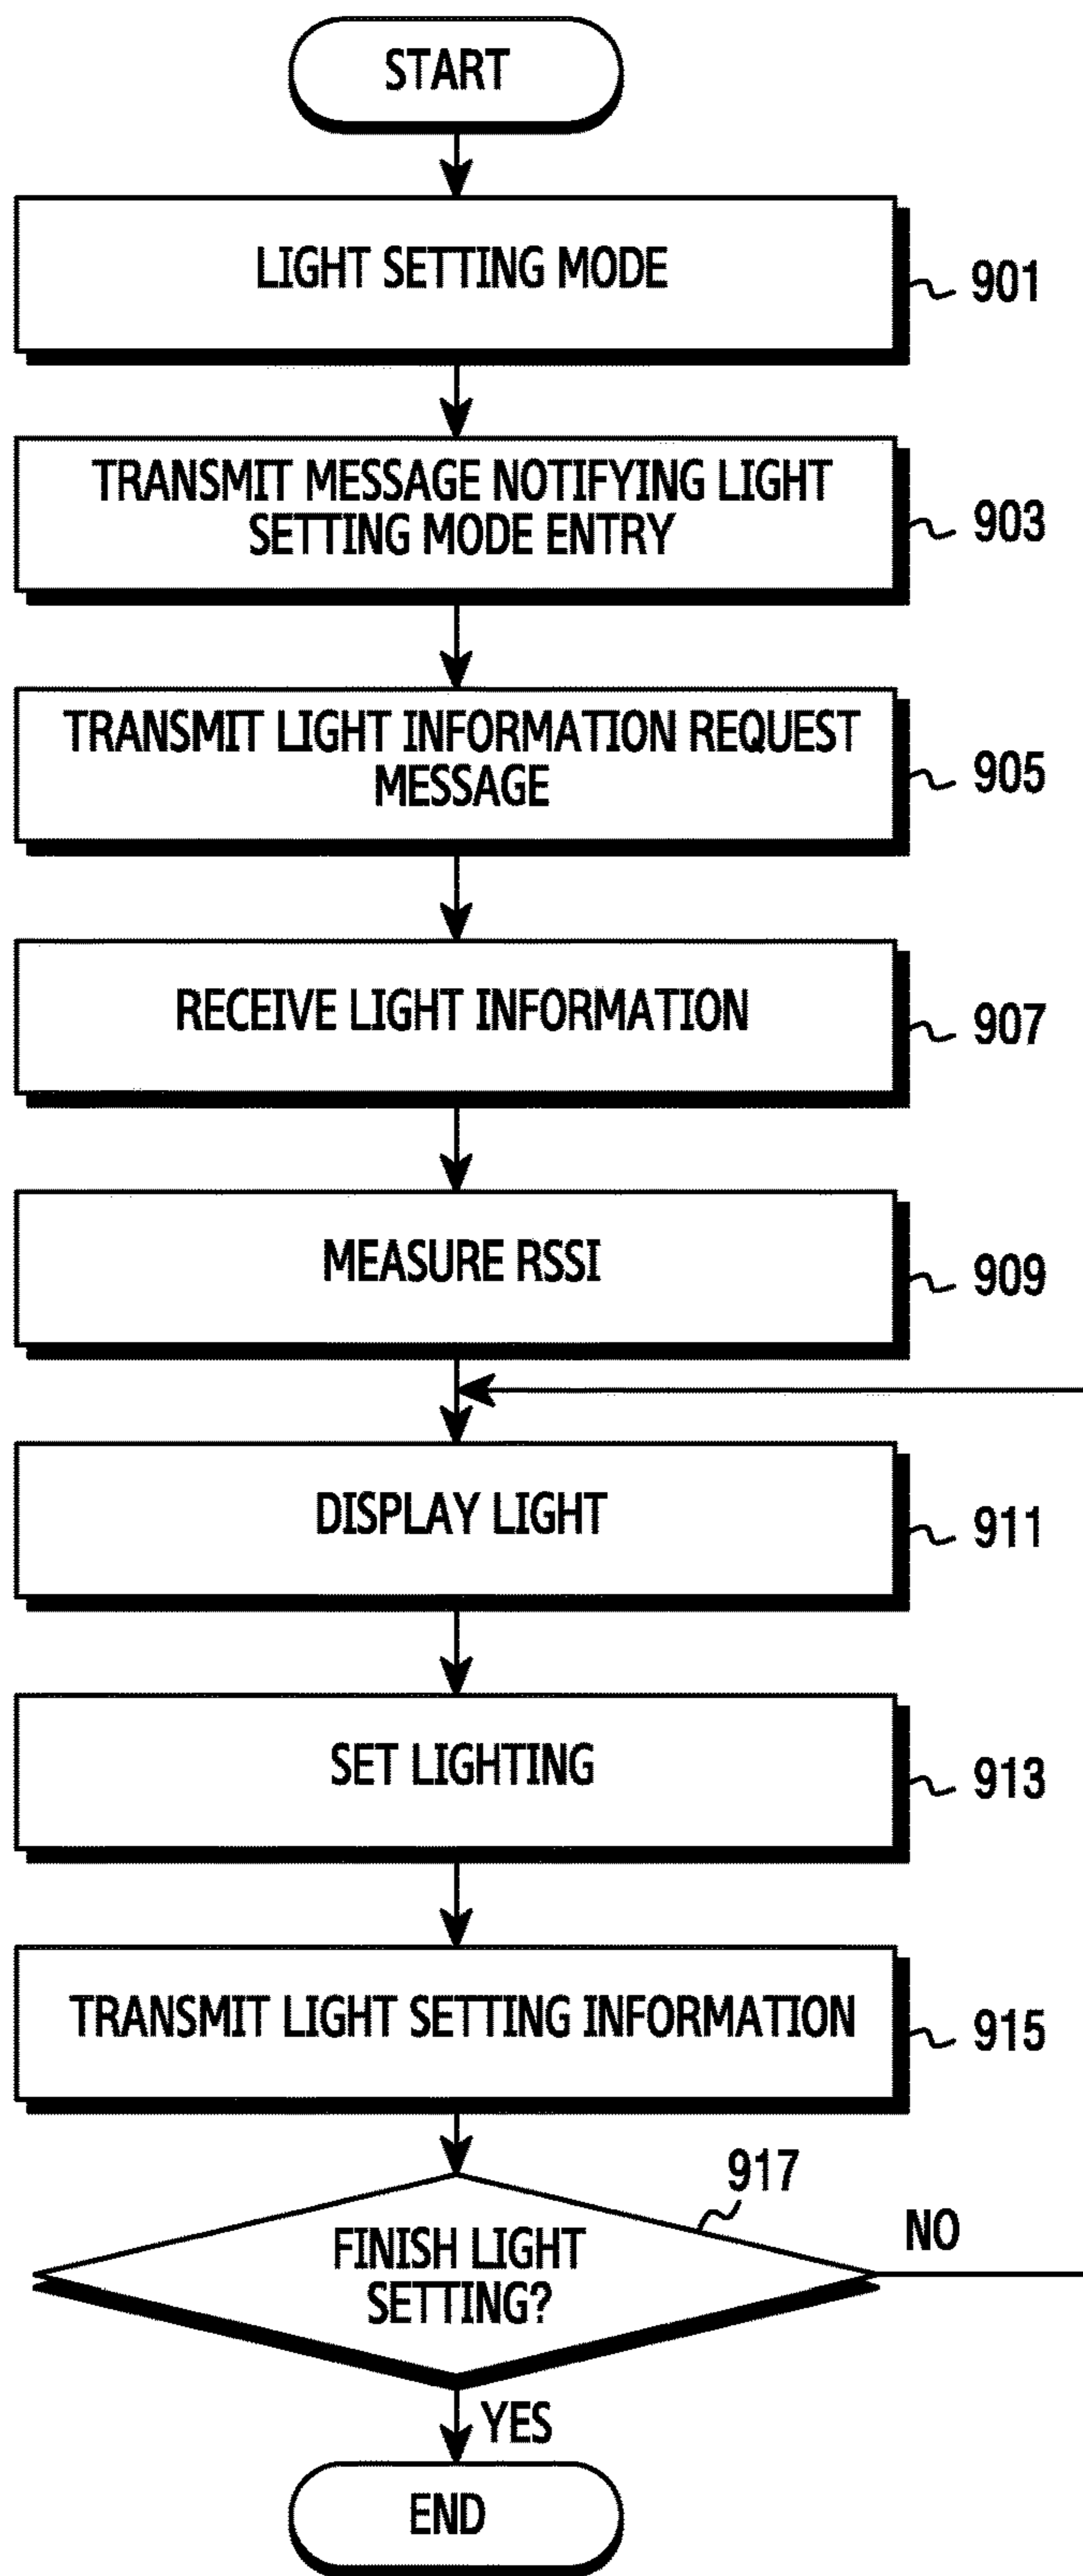 START
LIGHT SETTING MODE
901
TRANSMIT MESSAGE NOTIFYING LIGHT
SETTING MODE ENTRY
903
TRANSMIT LIGHT INFORMATION REQUEST
MESSAGE
905
RECEIVE LIGHT INFORMATION
907
MEASURE RSSI
909
DISPLAY LIGHT
911
SET LIGHTING
913
TRANSMIT LIGHT SETTING INFORMATION
915
917
FINISH LIGHT
SETTING?
NO
YES
END